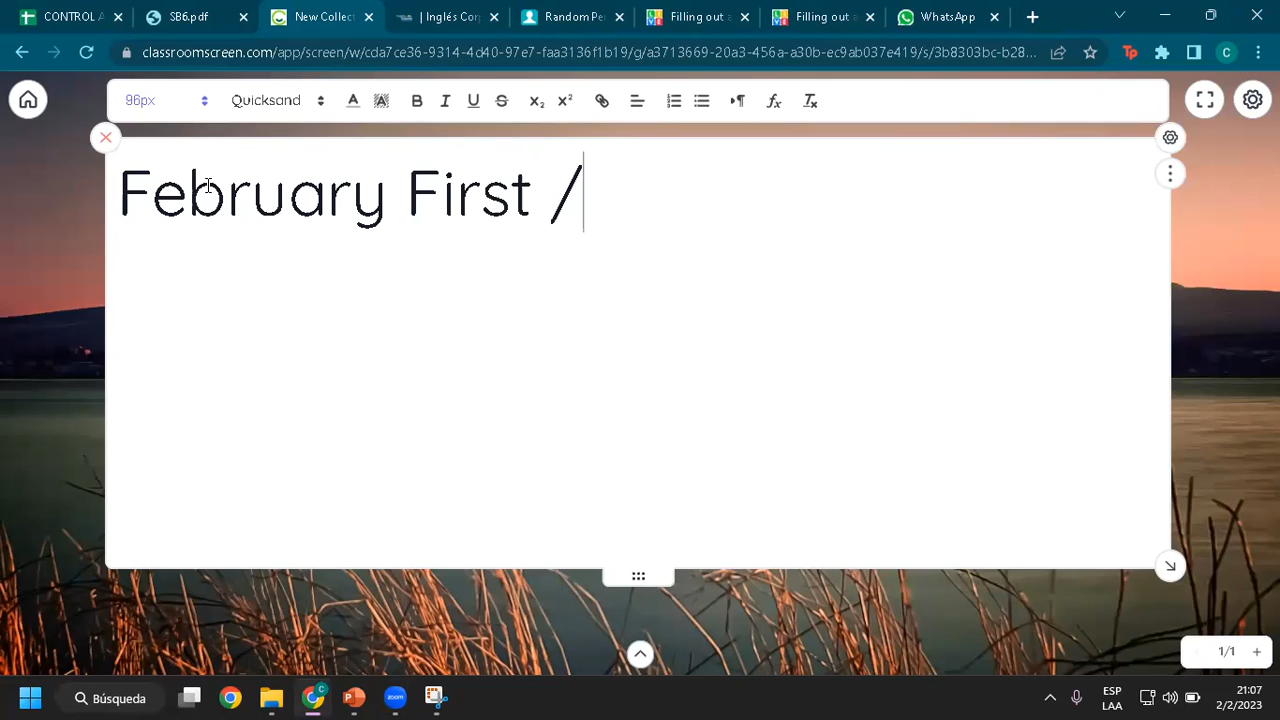 CONTROL A
SB6.pdf
New Collect
| Inglés Cor
Random Pe
Filling out a
Filling out a
WhatsApp
classroomscreen.com/app/screen/w/cda7ce36-9314-4d40-97e7-faa3136f1b19/g/a3713669-20a3-456a-a30b-ec9ab037e419/s/3b8303bc-b28...
96px
Quicksand
February First /
1/1
Búsqueda
ESP
LAA
21:07
2/2/2023